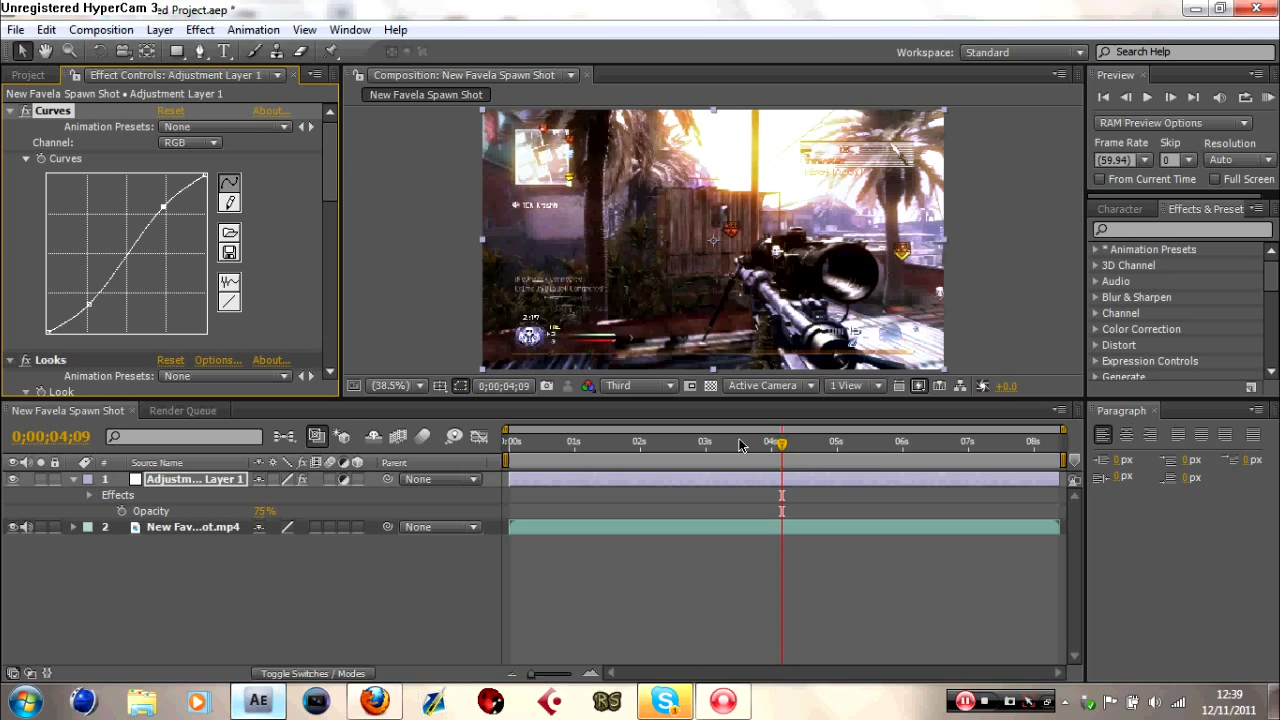 Unregistered HyperCam 3
ed Project.aep *
File Edit Composition Layer Effect Animation View Window Help
Workspace: Standard Search Help
Project Effect Controls: Adjustment Layer 1
Composition: New Favela Spawn Shot
Preview
New Favela Spawn Shot • Adjustment Layer 1
New Favela Spawn Shot
Curves Reset About...
Animation Presets: None
Channel: RGB
Curves
RAM Preview Options
Frame Rate Skip Resolution
(59.94) 0 Auto
From Current Time Full Screen
Character Effects & Preset
* Animation Presets
3D Channel
Audio
Blur & Sharpen
Channel
Color Correction
Distort
Expression Controls
Generate
2:17
Looks Reset Options... About...
Animation Presets: None
Look
(38.5%) 0;00;04;09 Third Active Camera 1 View +0.0
New Favela Spawn Shot Render Queue
Paragraph
0;00;04;09
:00s 01s 02s 03s 04s 05s 06s 07s 08s
# Source Name Parent
1 Adjustm... Layer 1 None
Effects
Opacity 75%
2 New Fav...ot.mp4 None
0 px 0 px 0 px
0 px 0 px
Toggle Switches / Modes
Ae
RS
12:39
12/11/2011